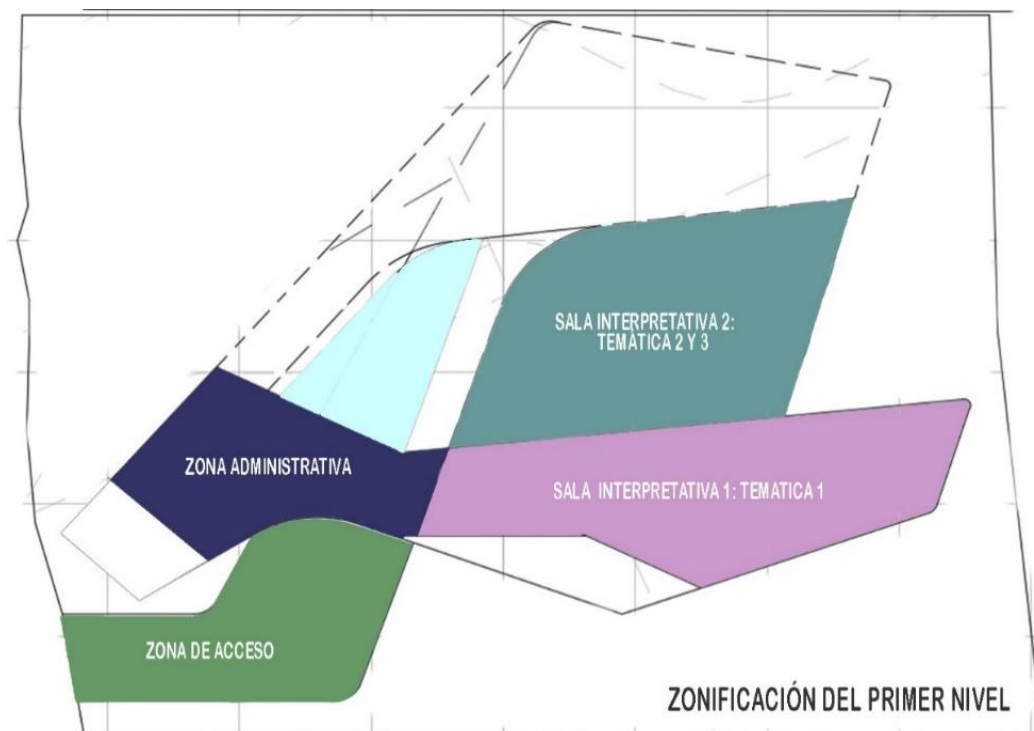 SALA INTERPRETATIVA 2:
TEMÁTICA 2 Y 3
ZONA ADMINISTRATIVA
SALA INTERPRETATIVA 1: TEMATICA 1
ZONA DE ACCESO
ZONIFICACIÓN DEL PRIMER NIVEL